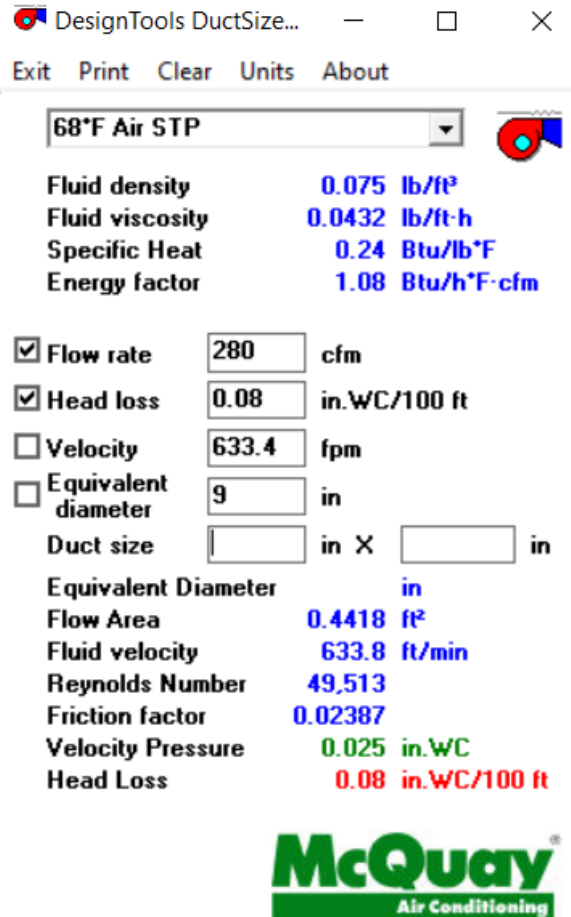 DesignTools DuctSize...
Exit Print Clear Units About
68°F Air STP
Fluid density 0.075 lb/ft³
Fluid viscosity 0.0432 lb/ft·h
Specific Heat 0.24 Btu/lb°F
Energy factor 1.08 Btu/h°F·cfm
Flow rate 280 cfm
Head loss 0.08 in.WC/100 ft
Velocity 633.4 fpm
Equivalent diameter 9 in
Duct size in X in
Equivalent Diameter in
Flow Area 0.4418 ft²
Fluid velocity 633.8 ft/min
Reynolds Number 49,513
Friction factor 0.02387
Velocity Pressure 0.025 in.WC
Head Loss 0.08 in.WC/100 ft
McQuay®
Air Conditioning